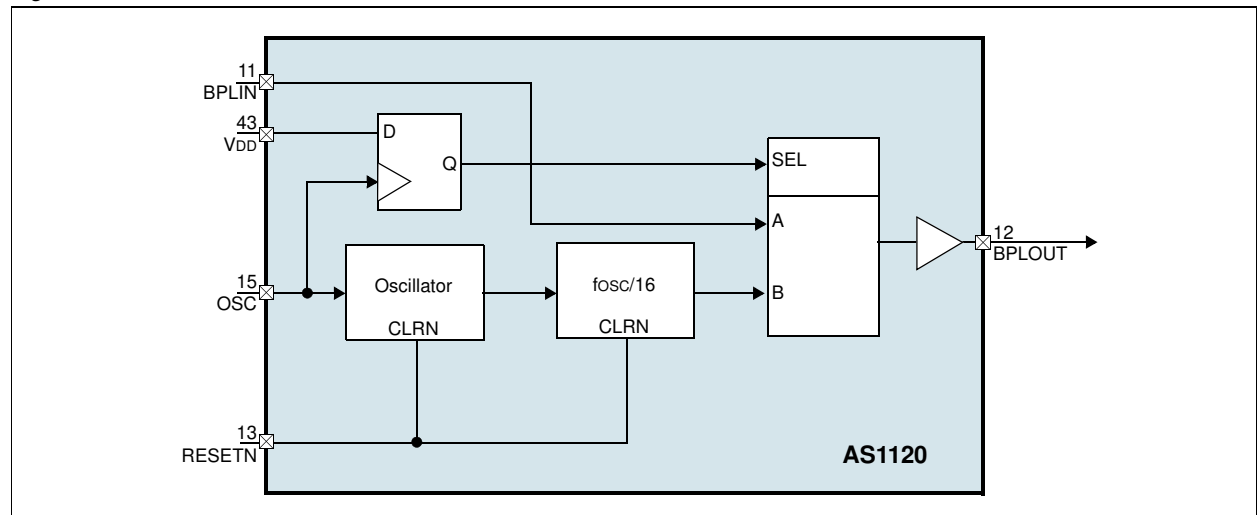 11
BPLIN
43
VDD
D
Q
SEL
A
15
OSC
Oscillator
CLRN
fosc/16
CLRN
B
12
BPLOUT
13
RESETN
AS1120